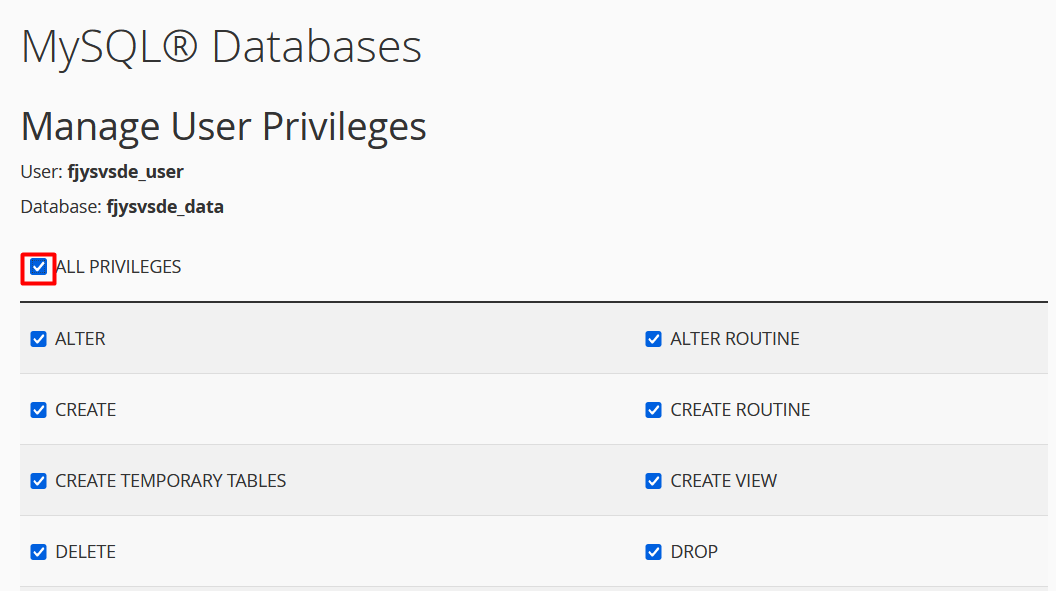 MySQL® Databases
Manage User Privileges
User: fjysvsde_user
Database: fjysvsde_data
ALL PRIVILEGES
ALTER
ALTER ROUTINE
CREATE
CREATE ROUTINE
CREATE TEMPORARY TABLES
CREATE VIEW
DELETE
DROP